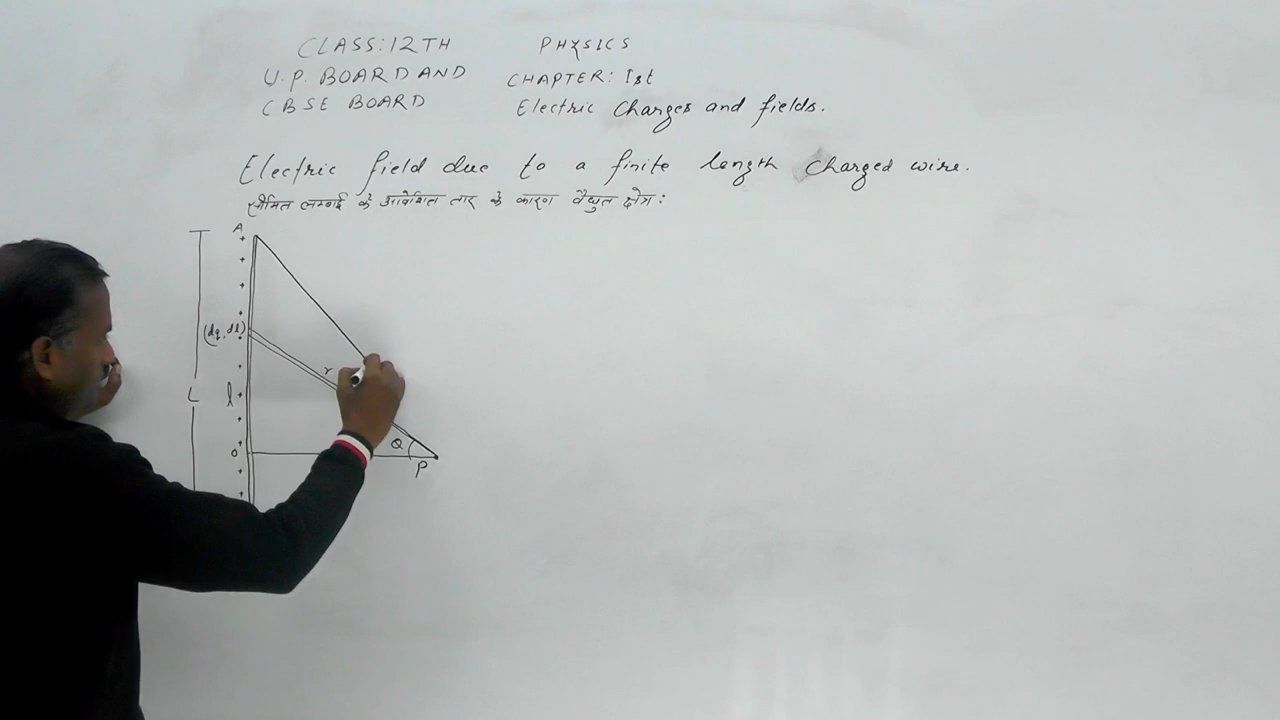 CLASS: 12TH PHYSICS
U.P. BOARD AND CHAPTER: Ist
CBSE BOARD Electric Charges and fields.
Electric field due to a finite length charged wire.
सीमित लम्बाई के आवेशित तार के कारण वैद्युत क्षेत्र :
A
(dq, dl)
r
L
l
θ
O
P